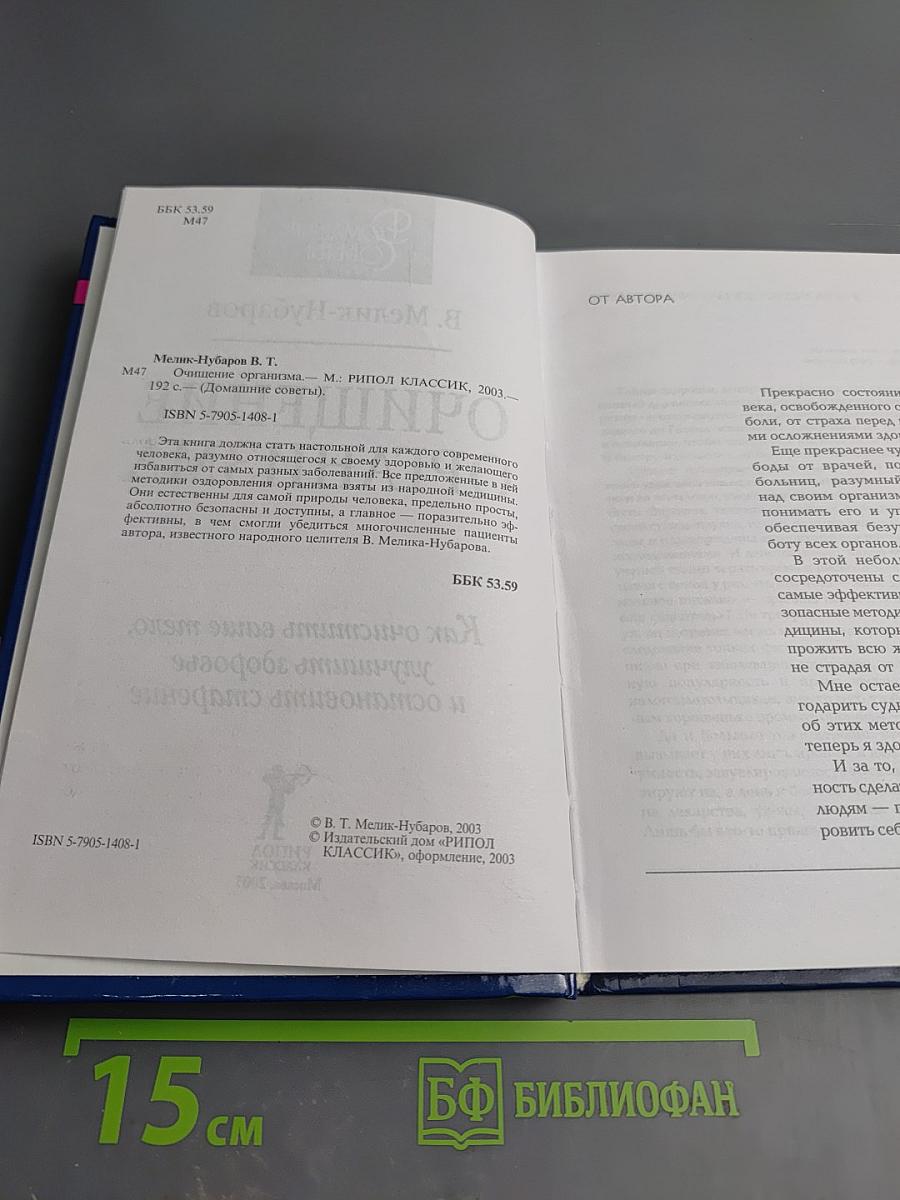 ББК 53.59
М47
Мелик-Нубаров В. Т.
М47 Очищение организма.— М.: РИПОЛ КЛАССИК, 2003.—
192 с.— (Домашние советы).
ISBN 5-7905-1408-1
Эта книга должна стать настольной для каждого современного
человека, разумно относящегося к своему здоровью и желающего
избавиться от самых разных заболеваний. Все предложенные в ней
методики оздоровления организма взяты из народной медицины.
Они естественны для самой природы человека, предельно просты,
абсолютно безопасны и доступны, а главное — поразительно эф-
фективны, в чем смогли убедиться многочисленные пациенты
автора, известного народного целителя В. Мелика-Нубарова.
ББК 53.59
ISBN 5-7905-1408-1
© В. Т. Мелик-Нубаров, 2003
© Издательский дом «РИПОЛ
КЛАССИК», оформление, 2003
ОТ АВТОРА
Прекрасно состояни
века, освобожденного о
боли, от страха перед
ми осложнениями здо
Еще прекраснее чу
боды от врачей, по
больниц, разумный
над своим организм
понимать его и уп
обеспечивая безу
боту всех органов.
В этой небол
сосредоточены с
самые эффектив
зопасные методи
дицины, котор
прожить всю ж
не страдая от
Мне остае
годарить судь
об этих мето
теперь я здо
И за то,
ность сдела
людям — п
ровить себ
15 см
БФ БИБЛИОФАН